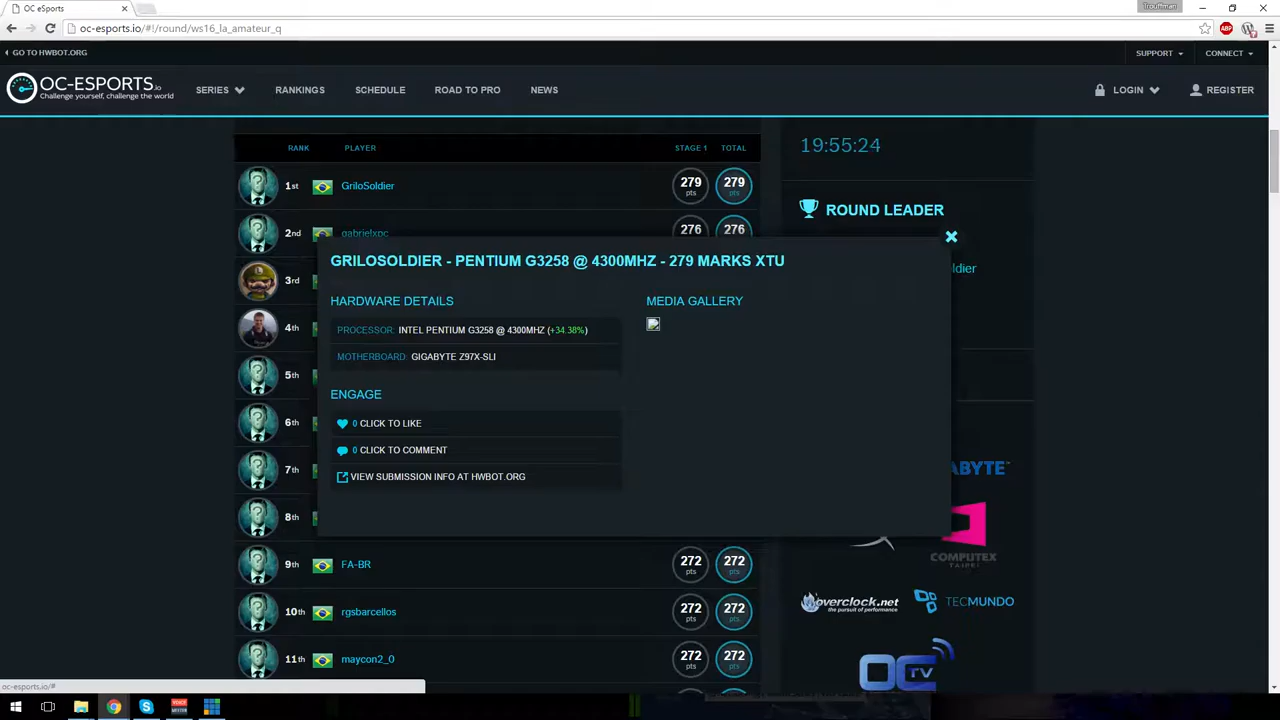 OC eSports
Trouffman
oc-esports.io/#!/round/ws16_la_amateur_q
GO TO HWBOT.ORG
SUPPORT
CONNECT
OC-ESPORTS.io
Challenge yourself, challenge the world
SERIES
RANKINGS
SCHEDULE
ROAD TO PRO
NEWS
LOGIN
REGISTER
RANK PLAYER STAGE 1 TOTAL
19:55:24
1st GriloSoldier 279 pts 279 pts
ROUND LEADER
2nd gabrielxpc 276 276
GRILOSOLDIER - PENTIUM G3258 @ 4300MHZ - 279 MARKS XTU
3rd
HARDWARE DETAILS
MEDIA GALLERY
PROCESSOR: INTEL PENTIUM G3258 @ 4300MHZ (+34.38%)
4th
MOTHERBOARD: GIGABYTE Z97X-SLI
5th
ENGAGE
6th
0 CLICK TO LIKE
0 CLICK TO COMMENT
7th
VIEW SUBMISSION INFO AT HWBOT.ORG
8th
COMPUTEX
TAIPEI
9th FA-BR 272 pts 272 pts
10th rgsbarcellos 272 pts 272 pts
overclock.net
the pursuit of performance
TECMUNDO
11th maycon2_0 272 pts 272 pts
OC TV
oc-esports.io/#